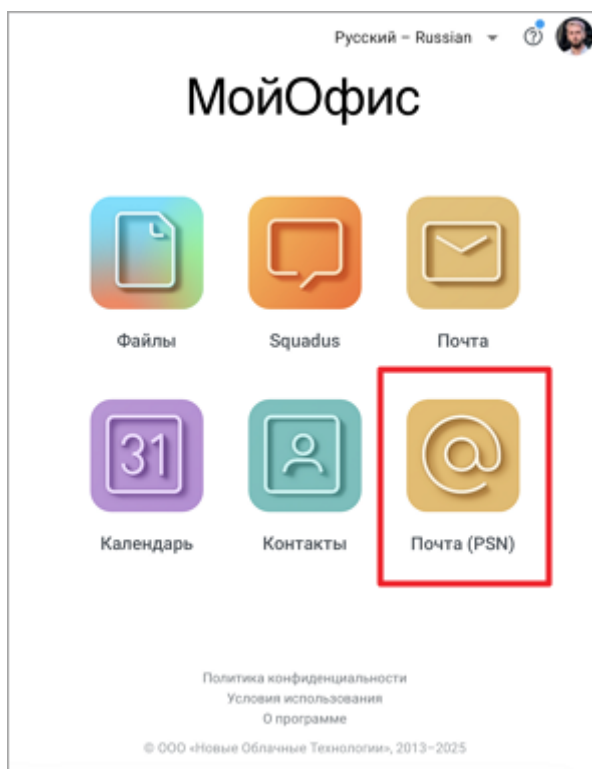 Русский – Russian
МойОфис
Файлы
Squadus
Почта
31
Календарь
Контакты
Почта (PSN)
Политика конфиденциальности
Условия использования
О программе
© ООО «Новые Облачные Технологии», 2013–2025